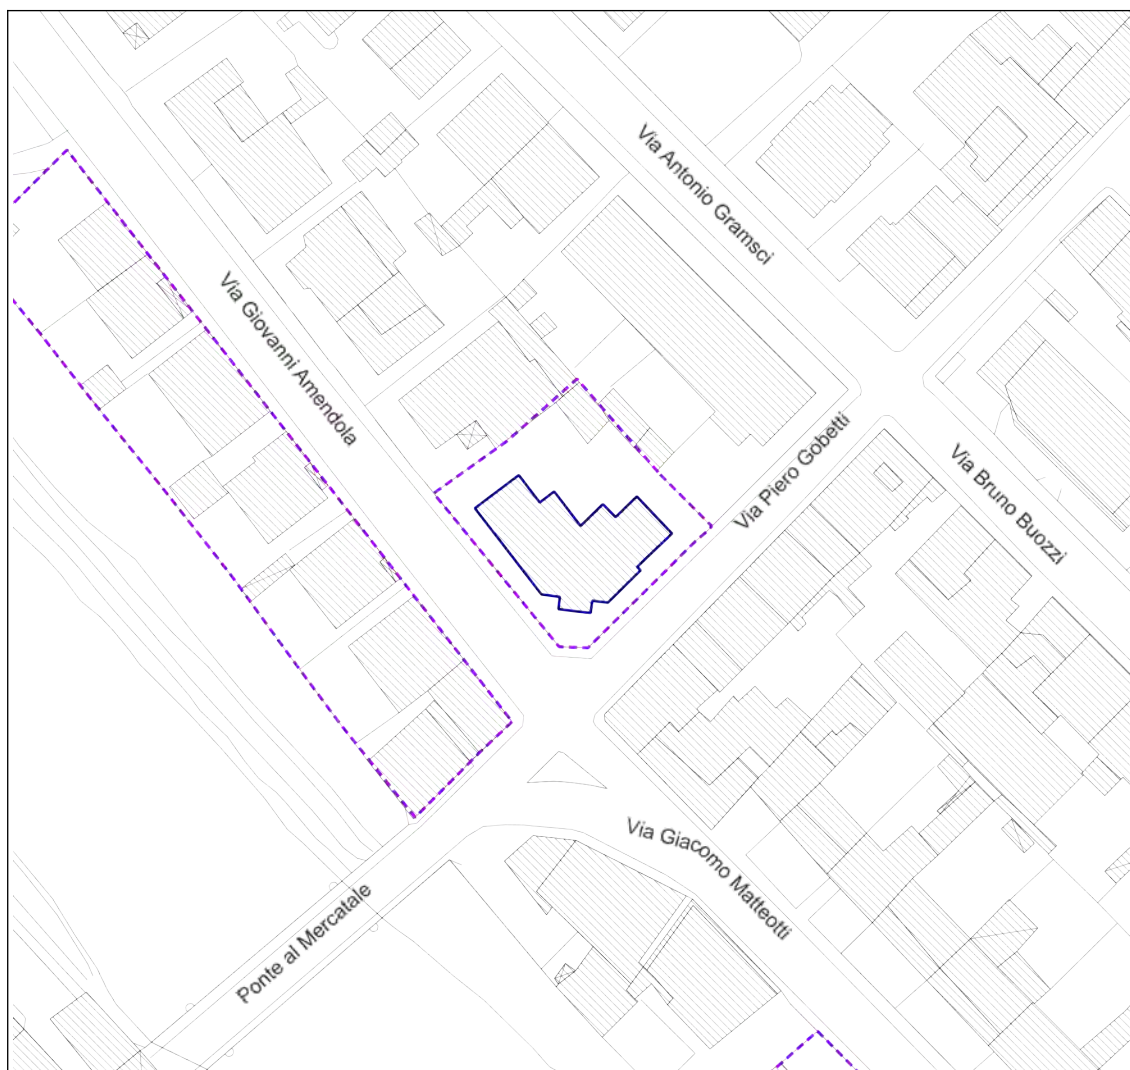 Via Antonio Gramsci
Via Giovanni Amendola
Via Piero Gobetti
Via Bruno Buozzi
Via Giacomo Matteotti
Ponte al Mercatale